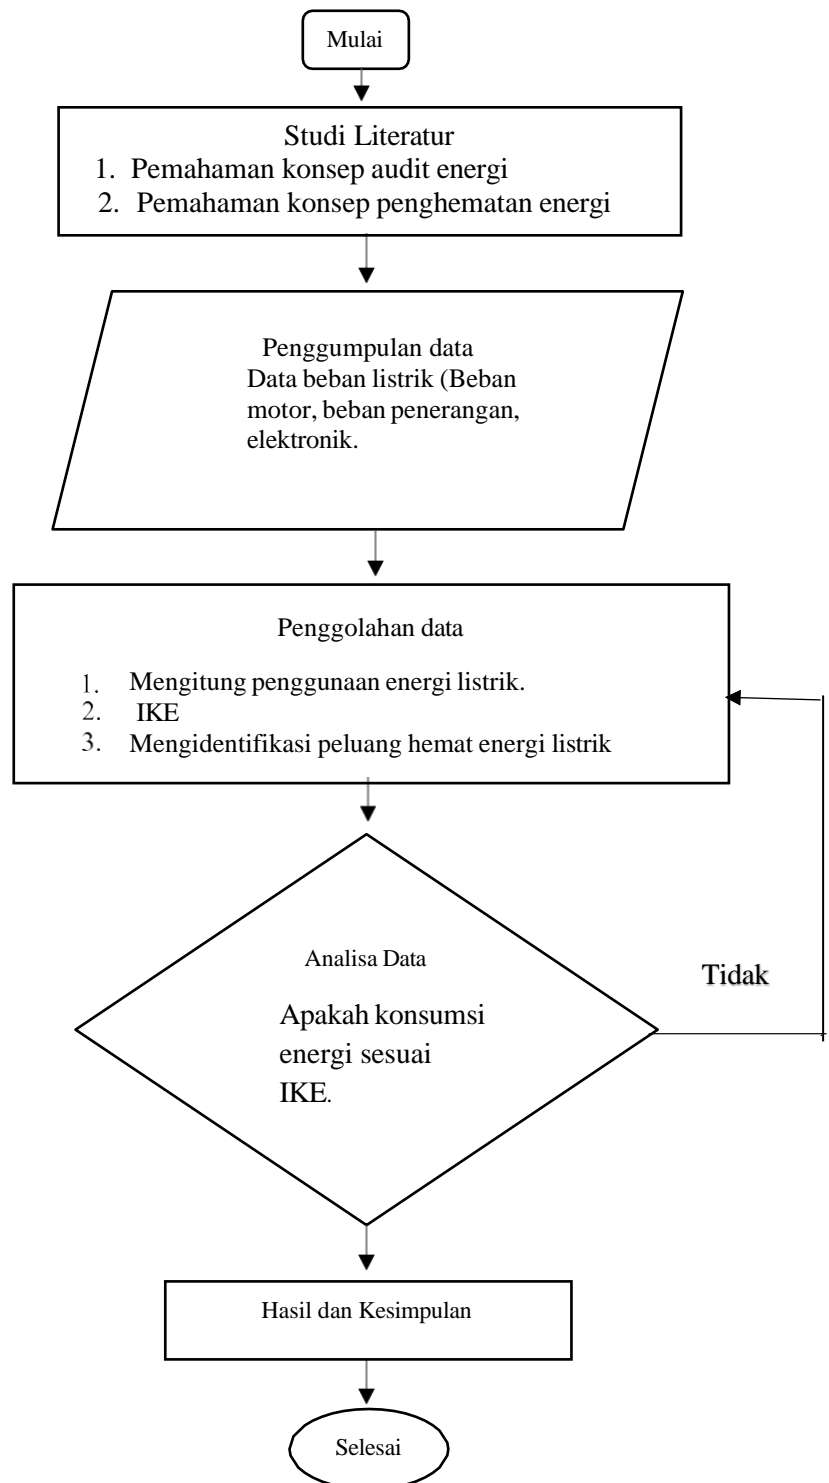 Mulai
Studi Literatur
1. Pemahaman konsep audit energi
2. Pemahaman konsep penghematan energi
Penggumpulan data
Data beban listrik (Beban
motor, beban penerangan,
elektronik.
Penggolahan data
1. Mengitung penggunaan energi listrik.
2. IKE
3. Mengidentifikasi peluang hemat energi listrik
Analisa Data
Tidak
Apakah konsumsi
energi sesuai
IKE.
Hasil dan Kesimpulan
Selesai